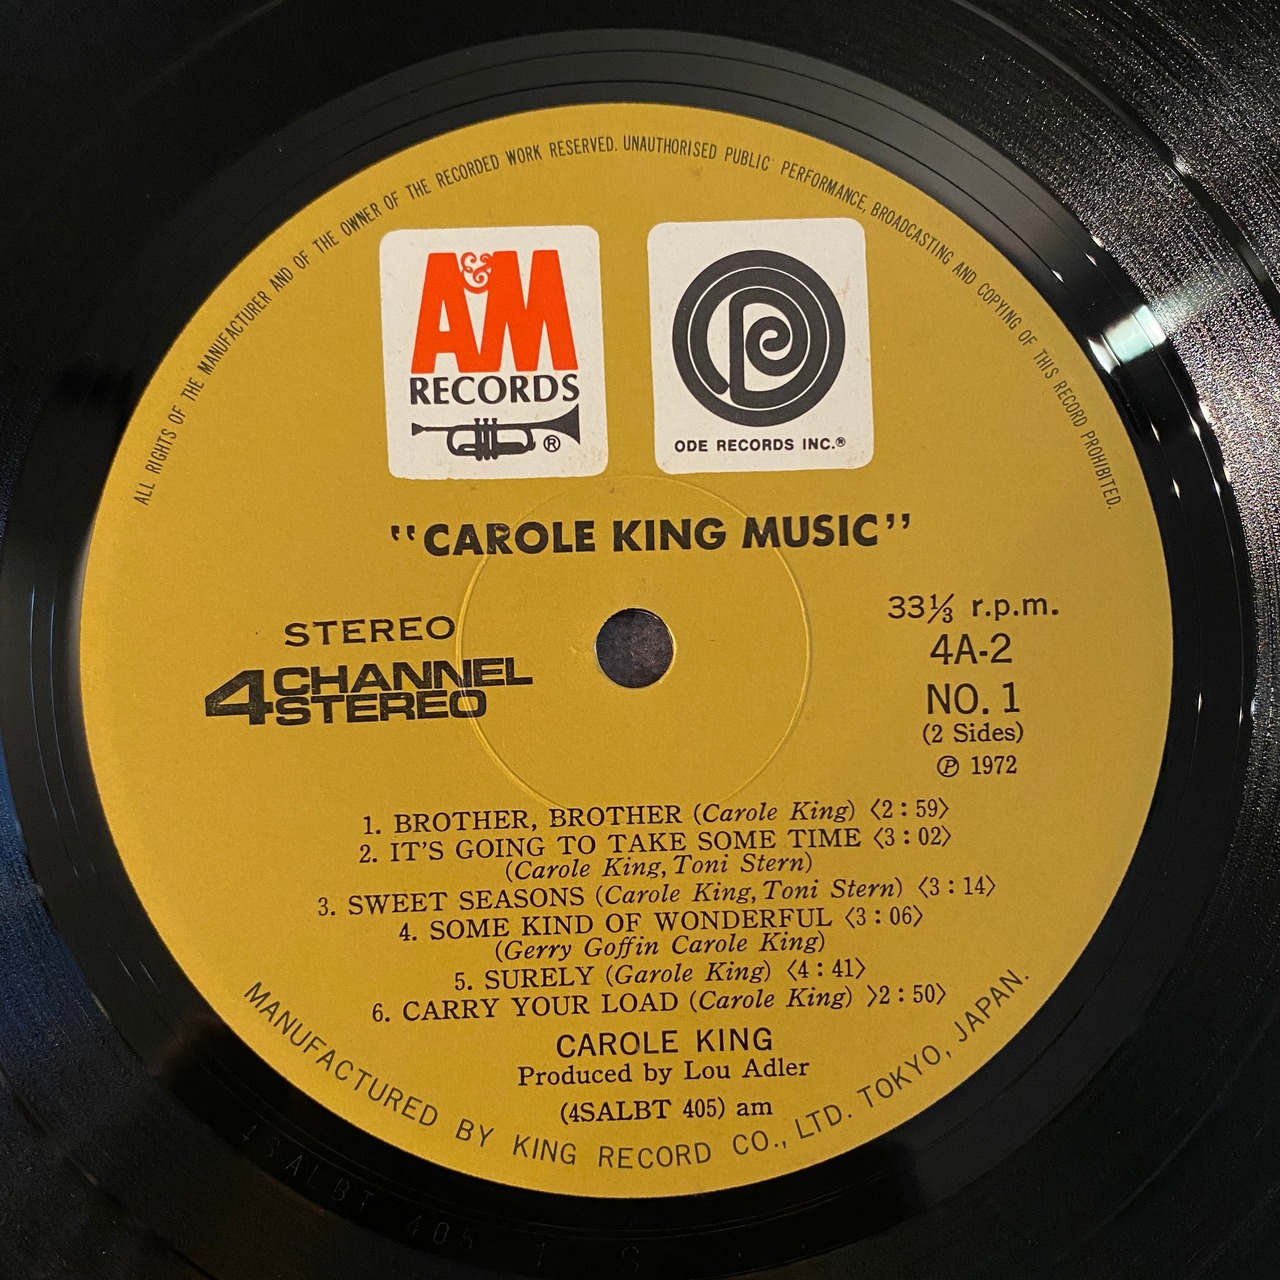 ALL RIGHTS OF THE MANUFACTURER AND OF THE OWNER OF THE RECORDED WORK RESERVED. UNAUTHORISED PUBLIC PERFORMANCE, BROADCASTING AND COPYING OF THIS RECORD PROHIBITED.
A&M
RECORDS
®
ODE RECORDS INC.®
“CAROLE KING MUSIC”
STEREO
4 CHANNEL
STEREO
33⅓ r.p.m.
4A-2
NO. 1
(2 Sides)
℗ 1972
1. BROTHER, BROTHER (Carole King) 〈2:59〉
2. IT'S GOING TO TAKE SOME TIME 〈3:02〉
(Carole King, Toni Stern)
3. SWEET SEASONS (Carole King, Toni Stern) 〈3:14〉
4. SOME KIND OF WONDERFUL 〈3:06〉
(Gerry Goffin Carole King)
5. SURELY (Garole King) 〈4:41〉
6. CARRY YOUR LOAD (Carole King) 〉2:50〉
CAROLE KING
Produced by Lou Adler
(4SALBT 405) am
MANUFACTURED BY KING RECORD CO., LTD. TOKYO, JAPAN.
4SALBT 405